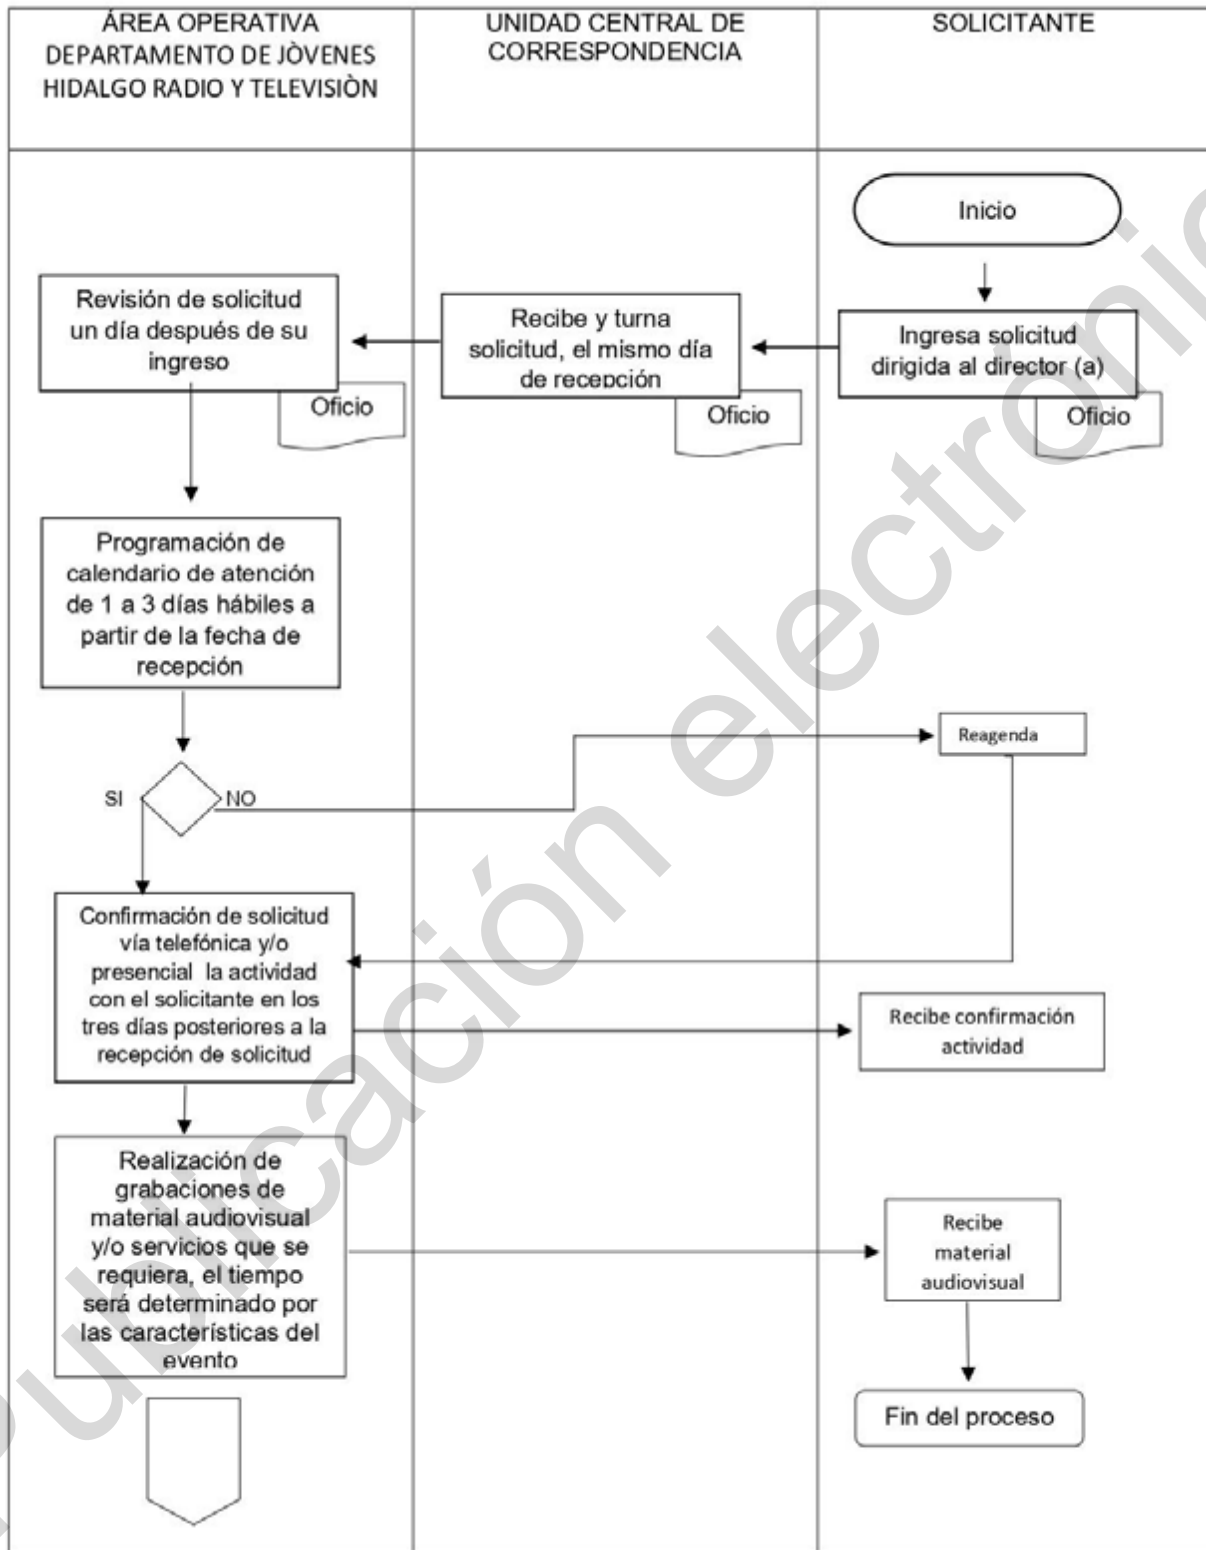 ÁREA OPERATIVA
DEPARTAMENTO DE JÒVENES
HIDALGO RADIO Y TELEVISIÒN
UNIDAD CENTRAL DE
CORRESPONDENCIA
SOLICITANTE
Inicio
Ingresa solicitud
dirigida al director (a)
Oficio
Recibe y turna
solicitud, el mismo día
de recepción
Oficio
Revisión de solicitud
un día después de su
ingreso
Oficio
Programación de
calendario de atención
de 1 a 3 días hábiles a
partir de la fecha de
recepción
SI
NO
Reagenda
Confirmación de solicitud
vía telefónica y/o
presencial la actividad
con el solicitante en los
tres días posteriores a la
recepción de solicitud
Recibe confirmación
actividad
Realización de
grabaciones de
material audiovisual
y/o servicios que se
requiera, el tiempo
será determinado por
las características del
evento
Recibe
material
audiovisual
Fin del proceso
Publicación electrónic